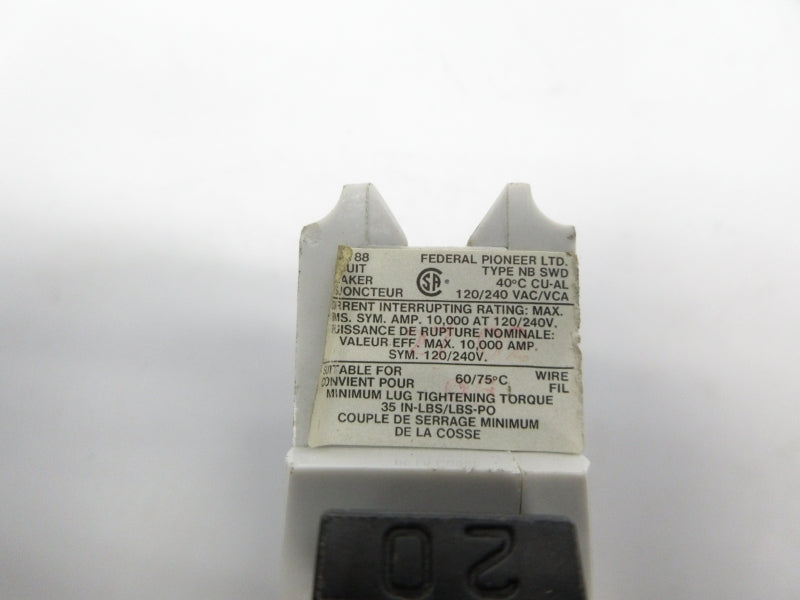 88 FEDERAL PIONEER LTD.
UIT TYPE NB SWD
AKER SA 40°C CU-AL
JONCTEUR 120/240 VAC/VCA
RRENT INTERRUPTING RATING: MAX.
MS. SYM. AMP. 10,000 AT 120/240V.
UISSANCE DE RUPTURE NOMINALE:
VALEUR EFF. MAX. 10,000 AMP.
SYM. 120/240V.
SUITABLE FOR 60/75°C WIRE
CONVIENT POUR FIL
MINIMUM LUG TIGHTENING TORQUE
35 IN-LBS/LBS-PO
COUPLE DE SERRAGE MINIMUM
DE LA COSSE
20